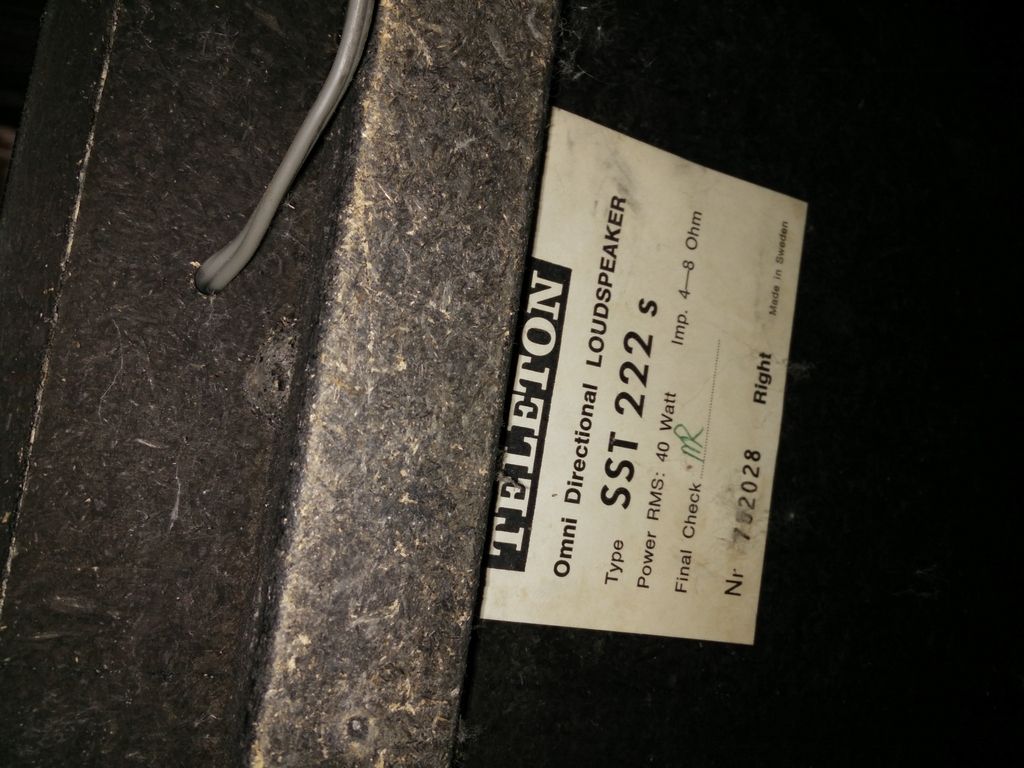 TELETON
Omni Directional LOUDSPEAKER
Type SST 222 s
Power RMS: 40 Watt Imp. 4—8 Ohm
Final Check MR
Nr Right
Made in Sweden